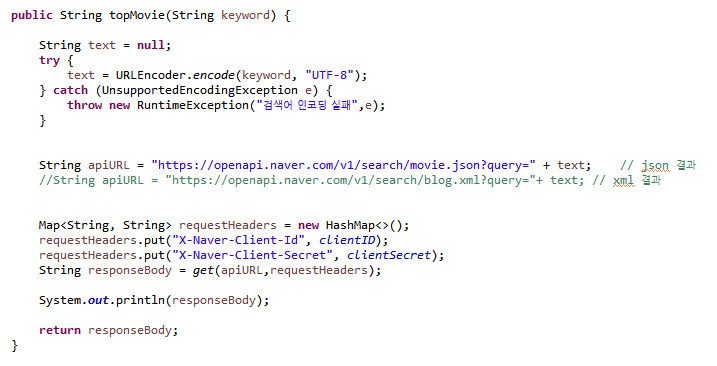 public String topMovie(String keyword) {
String text = null;
try {
text = URLEncoder.encode(keyword, "UTF-8");
} catch (UnsupportedEncodingException e) {
throw new RuntimeException("검색어 인코딩 실패",e);
}
String apiURL = "https://openapi.naver.com/v1/search/movie.json?query=" + text;    // json 결과
//String apiURL = "https://openapi.naver.com/v1/search/blog.xml?query="+ text; // xml 결과
Map<String, String> requestHeaders = new HashMap<>();
requestHeaders.put("X-Naver-Client-Id", clientID);
requestHeaders.put("X-Naver-Client-Secret", clientSecret);
String responseBody = get(apiURL,requestHeaders);
System.out.println(responseBody);
return responseBody;
}